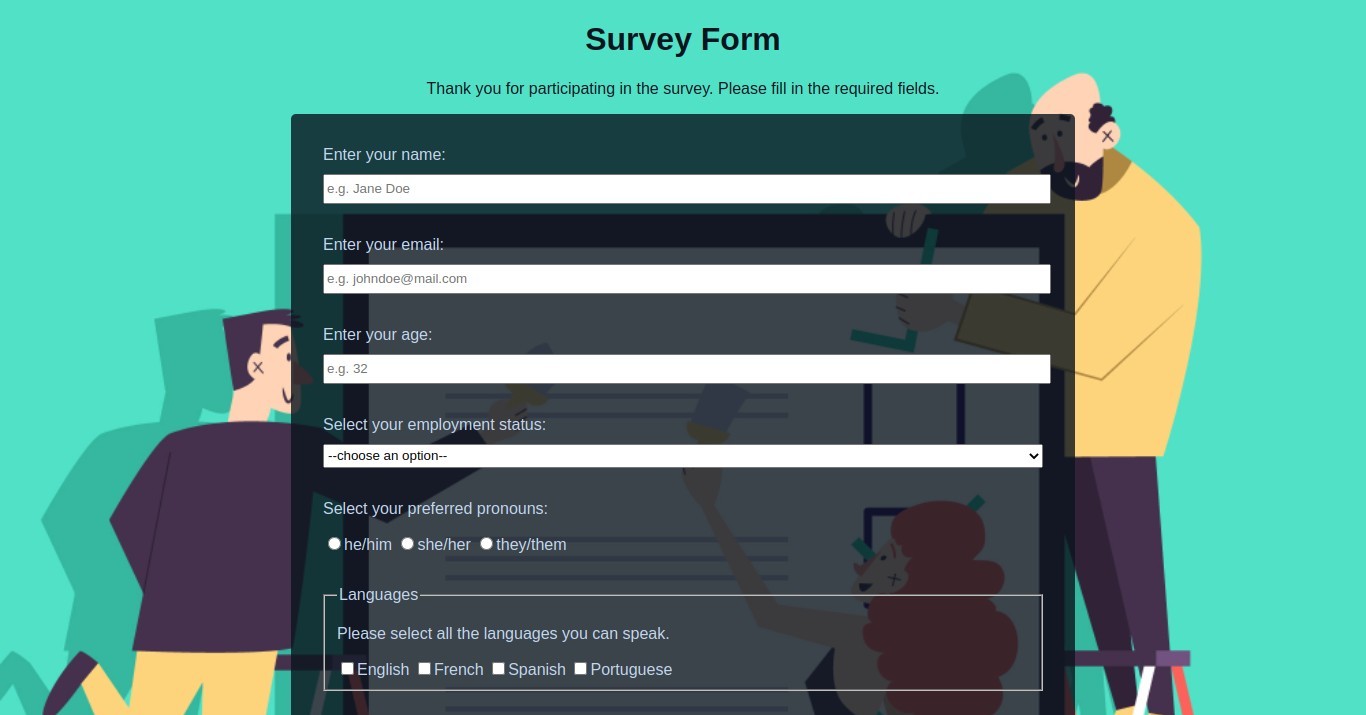 Survey Form
Thank you for participating in the survey. Please fill in the required fields.
Enter your name:
e.g. Jane Doe
Enter your email:
e.g. johndoe@mail.com
Enter your age:
e.g. 32
Select your employment status:
--choose an option--
Select your preferred pronouns:
he/him she/her they/them
Languages
Please select all the languages you can speak.
English French Spanish Portuguese